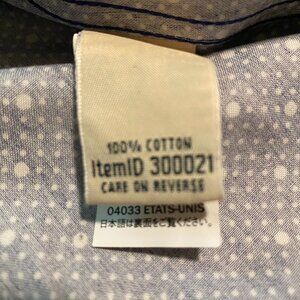 100% COTTON
ItemID 300021
CARE ON REVERSE
04033 ETATS-UNIS
日本語は裏面をご覧ください。